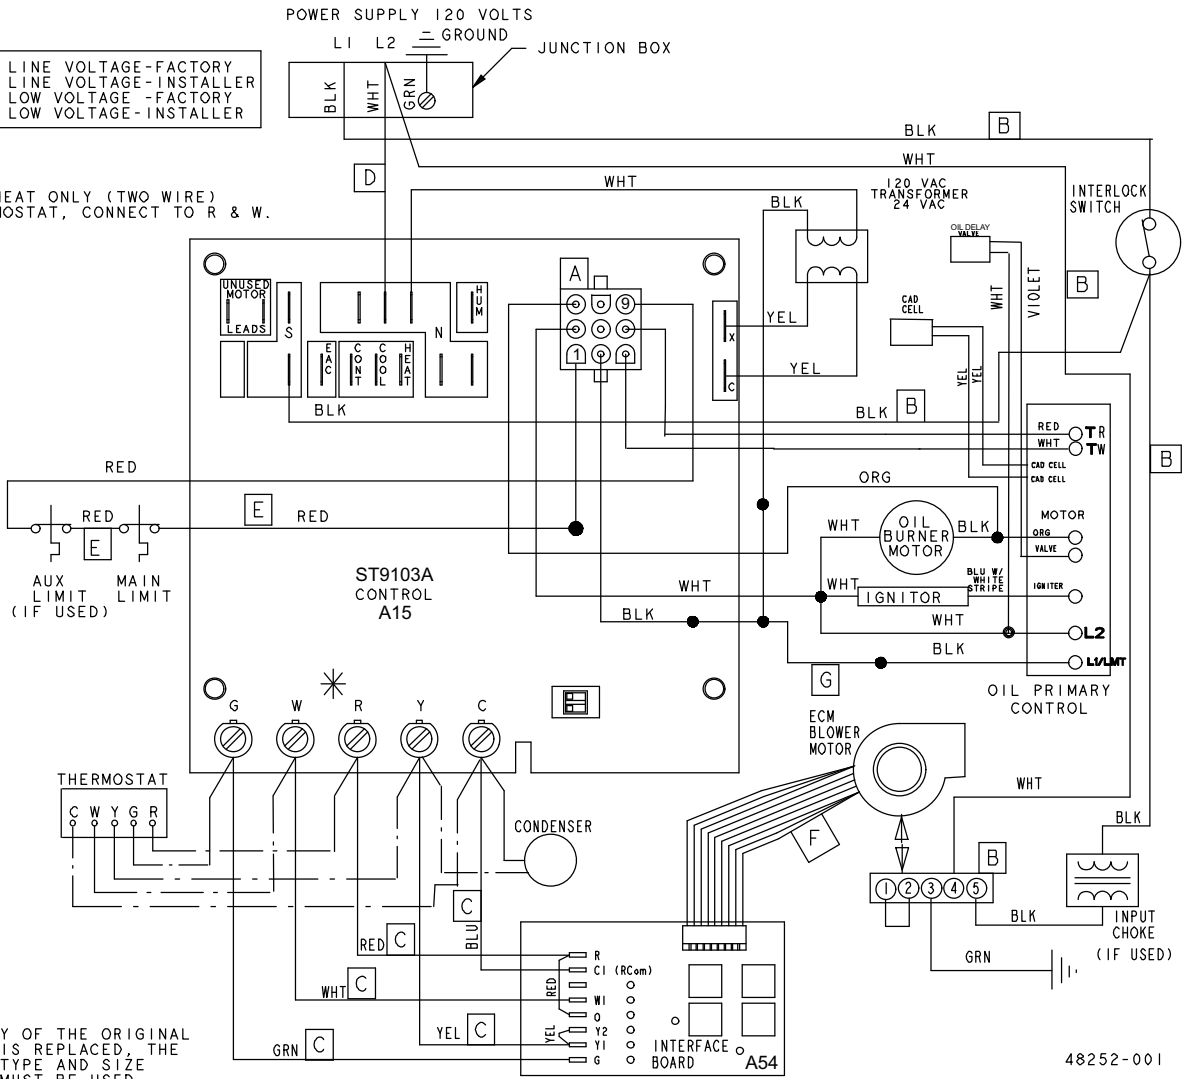 POWER SUPPLY 120 VOLTS
L1 L2 GROUND
JUNCTION BOX
BLK WHT GRN
LINE VOLTAGE-FACTORY
LINE VOLTAGE-INSTALLER
LOW VOLTAGE -FACTORY
LOW VOLTAGE-INSTALLER
BLK B
WHT
D
HEAT ONLY (TWO WIRE)
MOSTAT, CONNECT TO R & W.
WHT
120 VAC
TRANSFORMER
24 VAC
BLK
INTERLOCK
SWITCH
OIL DELAY
VALVE
WHT
VIOLET
B
CAD
CELL
YEL
YEL
UNUSED
MOTOR
LEADS
S
N
HUM
EAC
CONT
COOL
HEAT
A
9
1
X
C
YEL
YEL
BLK
BLK B
B
RED TR
WHT TW
CAD CELL
CAD CELL
MOTOR
ORG
VALVE
IGNITER
L2
L1/LMT
OIL PRIMARY
CONTROL
RED
ORG
RED
E
E
RED
AUX
LIMIT
(IF USED)
MAIN
LIMIT
WHT
OIL
BURNER
MOTOR
BLK
ST9103A
CONTROL
A15
WHT
WHT
IGNITOR
BLU W/
WHITE
STRIPE
BLK
WHT
BLK
G
G W R Y C
ECM
BLOWER
MOTOR
THERMOSTAT
C W Y G R
CONDENSER
F
WHT
BLK
B
1 2 3 4 5
BLK
INPUT
CHOKE
(IF USED)
GRN
C
BLU
RED C
WHT C
YEL C
GRN C
R
C1 (RCom)
W1
O
Y2
Y1
G
RED
YEL
INTERFACE
BOARD
A54
Y OF THE ORIGINAL
IS REPLACED, THE
TYPE AND SIZE
MUST BE USED
48252-001